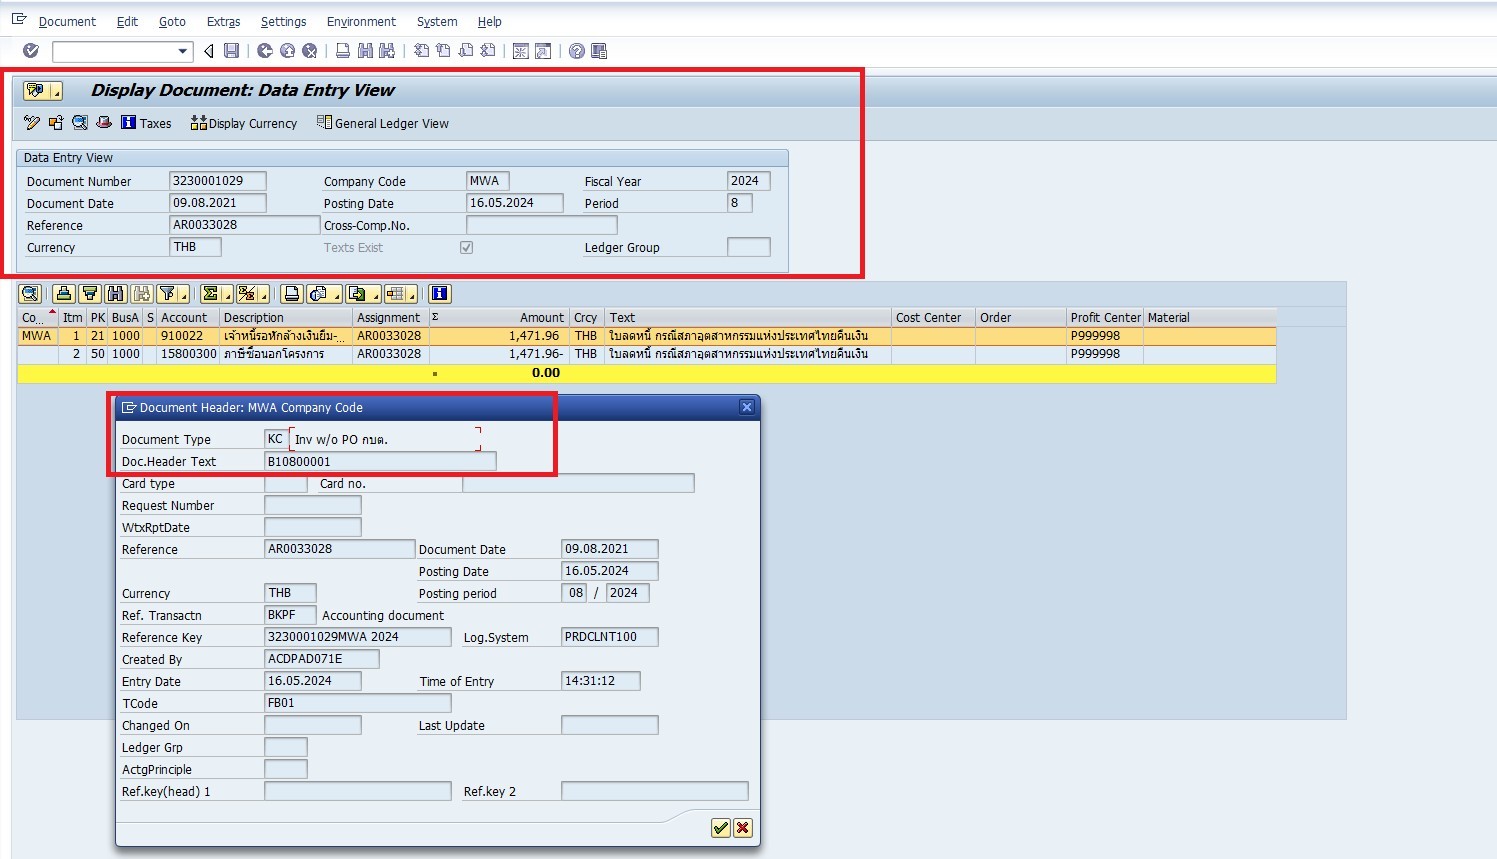 Document Edit Goto Extras Settings Environment System Help
Display Document: Data Entry View
Taxes Display Currency General Ledger View
Data Entry View
Document Number 3230001029 Company Code MWA Fiscal Year 2024
Document Date 09.08.2021 Posting Date 16.05.2024 Period 8
Reference AR0033028 Cross-Comp.No.
Currency THB Texts Exist Ledger Group
Co... Itm PK BusA S Account Description Assignment Σ Amount Crcy Text Cost Center Order Profit Center Material
MWA 1 21 1000 910022 เจ้าหนี้รอหักล้างเงินยืม-... AR0033028 1,471.96 THB ใบลดหนี้ กรณีสภาอุตสาหกรรมแห่งประเทศไทยคืนเงิน P999998
2 50 1000 15800300 ภาษีซื้อนอกโครงการ AR0033028 1,471.96- THB ใบลดหนี้ กรณีสภาอุตสาหกรรมแห่งประเทศไทยคืนเงิน P999998
0.00
Document Header: MWA Company Code
Document Type KC Inv w/o PO กบต.
Doc.Header Text B10800001
Card type Card no.
Request Number
WtxRptDate
Reference AR0033028 Document Date 09.08.2021
Posting Date 16.05.2024
Currency THB Posting period 08 / 2024
Ref. Transactn BKPF Accounting document
Reference Key 3230001029MWA 2024 Log.System PRDCLNT100
Created By ACDPAD071E
Entry Date 16.05.2024 Time of Entry 14:31:12
TCode FB01
Changed On Last Update
Ledger Grp
ActgPrinciple
Ref.key(head) 1 Ref.key 2